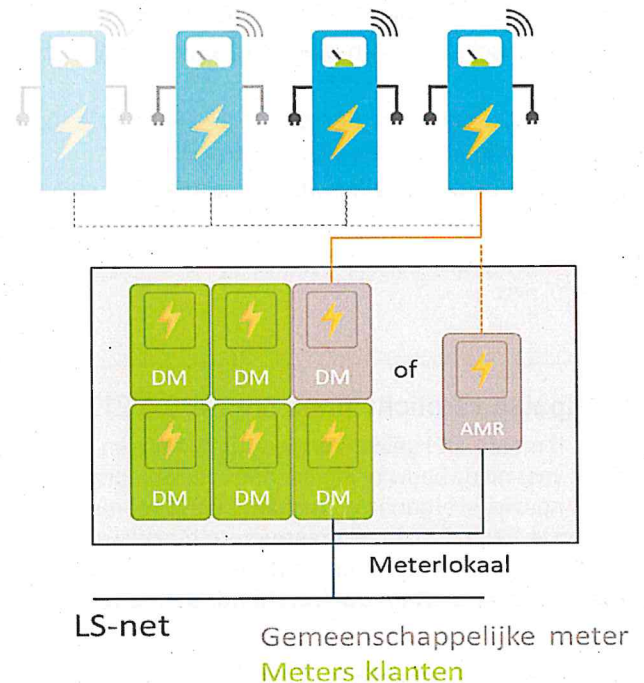 DM DM DM of
AMR
DM DM DM
Meterlokaal
LS-net
Gemeenschappelijke meter
Meters klanten